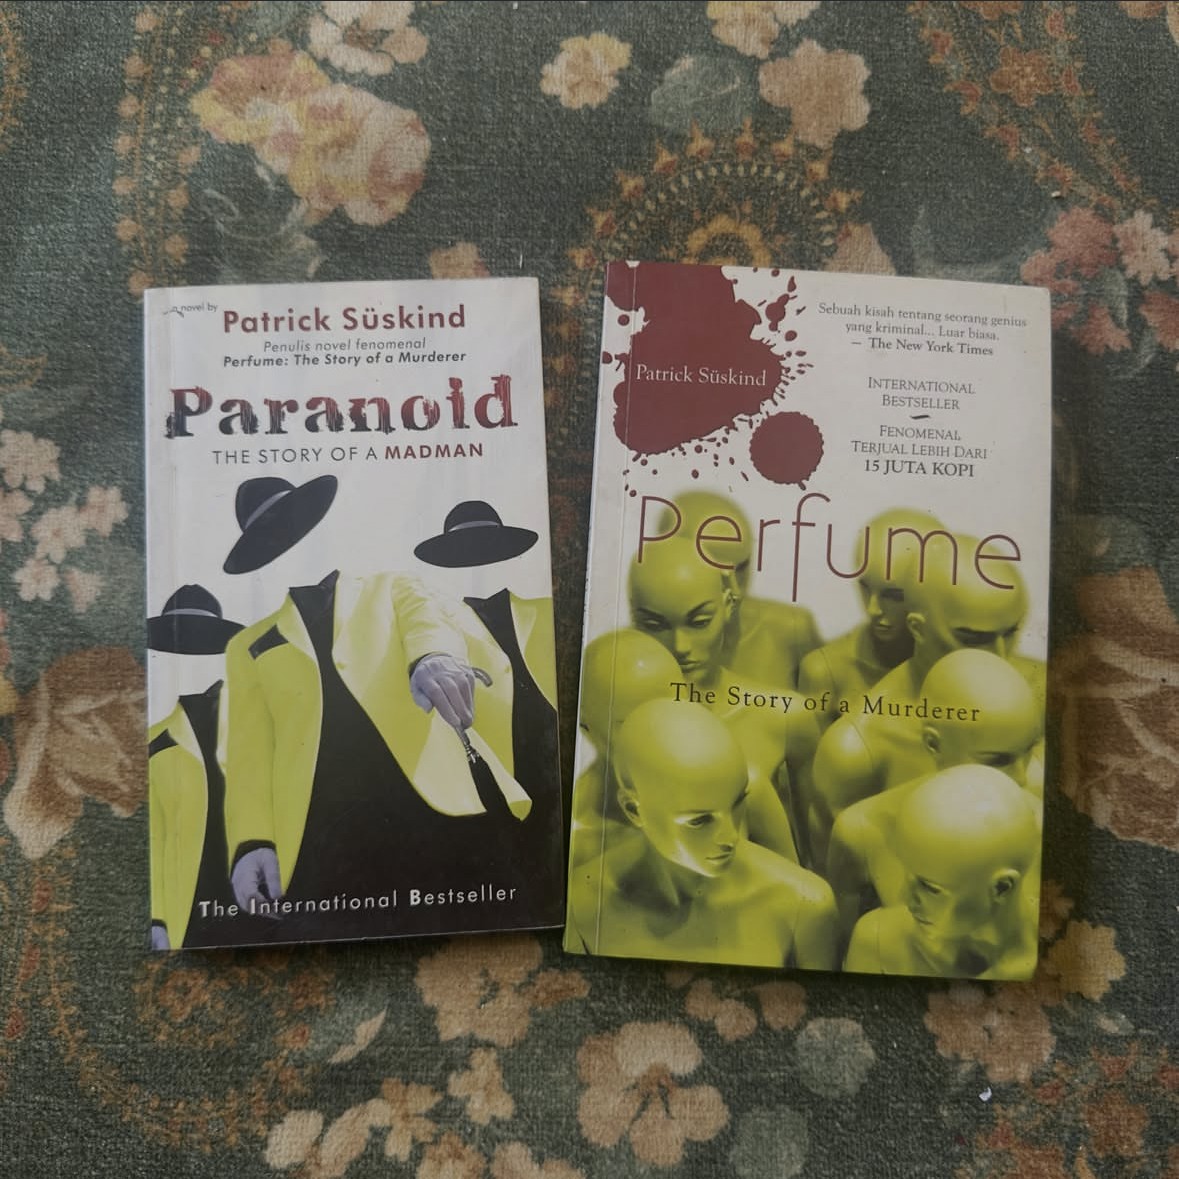 a novel by
Patrick Süskind
Penulis novel fenomenal
Perfume: The Story of a Murderer
Paranoid
THE STORY OF A MADMAN
The International Bestseller
Sebuah kisah tentang seorang genius
yang kriminal... Luar biasa.
— The New York Times
Patrick Süskind
INTERNATIONAL
BESTSELLER
FENOMENAL
TERJUAL LEBIH DARI
15 JUTA KOPI
Perfume
The Story of a Murderer